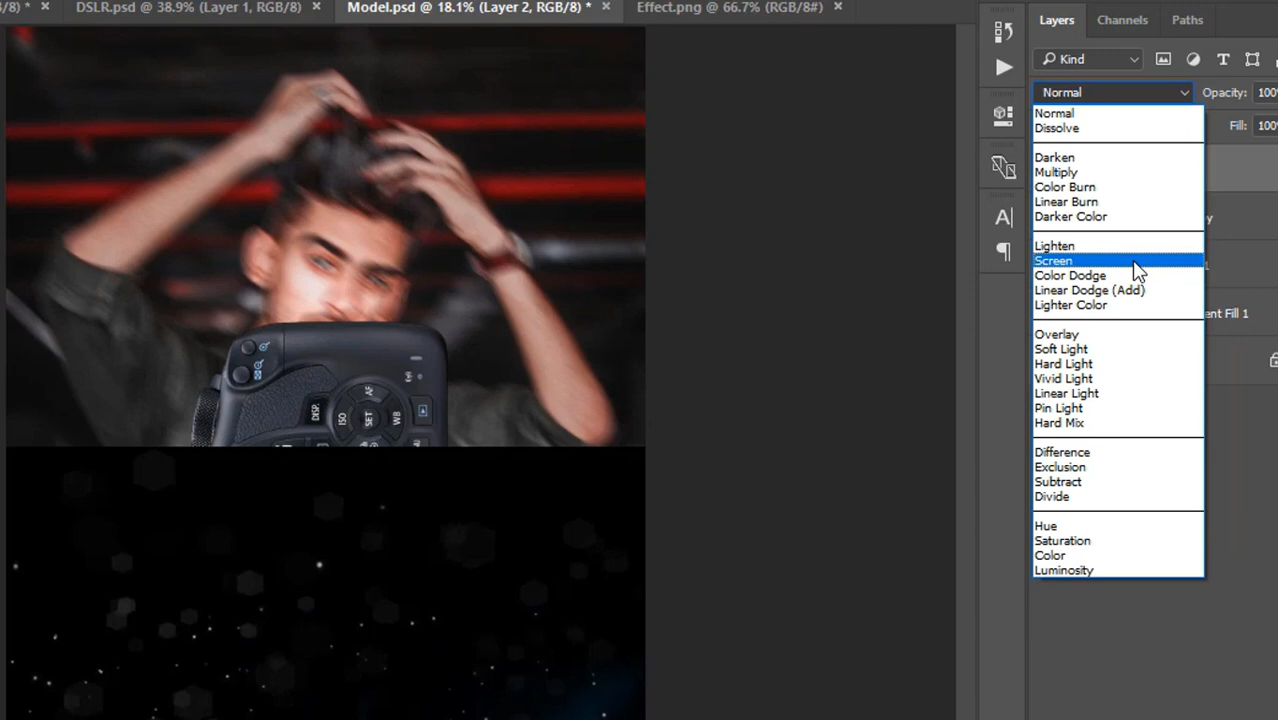 /8) *
DSLR.psd @ 38.9% (Layer 1, RGB/8)
Model.psd @ 18.1% (Layer 2, RGB/8) *
Effect.png @ 66.7% (RGB/8#)
Layers
Channels
Paths
Kind
Normal
Opacity: 100%
Normal
Dissolve
Fill: 100
Darken
Multiply
Color Burn
Linear Burn
Darker Color
y
Lighten
Screen
Color Dodge
Linear Dodge (Add)
Lighter Color
1
ent Fill 1
Overlay
Soft Light
Hard Light
Vivid Light
Linear Light
Pin Light
Hard Mix
Difference
Exclusion
Subtract
Divide
Hue
Saturation
Color
Luminosity
AF
DISP.
ISO
SET
WB